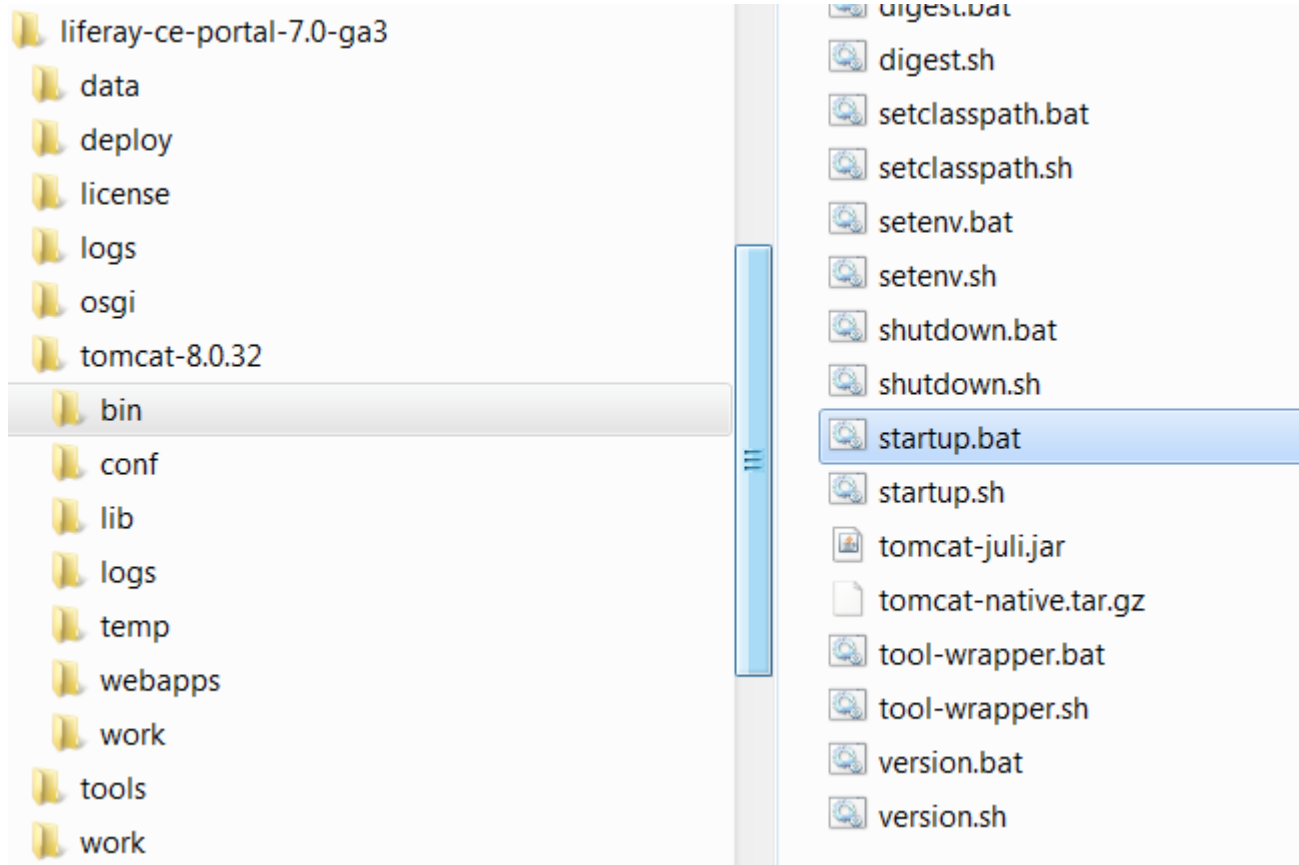 liferay-ce-portal-7.0-ga3
data
deploy
license
logs
osgi
tomcat-8.0.32
bin
conf
lib
logs
temp
webapps
work
tools
work
digest.bat
digest.sh
setclasspath.bat
setclasspath.sh
setenv.bat
setenv.sh
shutdown.bat
shutdown.sh
startup.bat
startup.sh
tomcat-juli.jar
tomcat-native.tar.gz
tool-wrapper.bat
tool-wrapper.sh
version.bat
version.sh